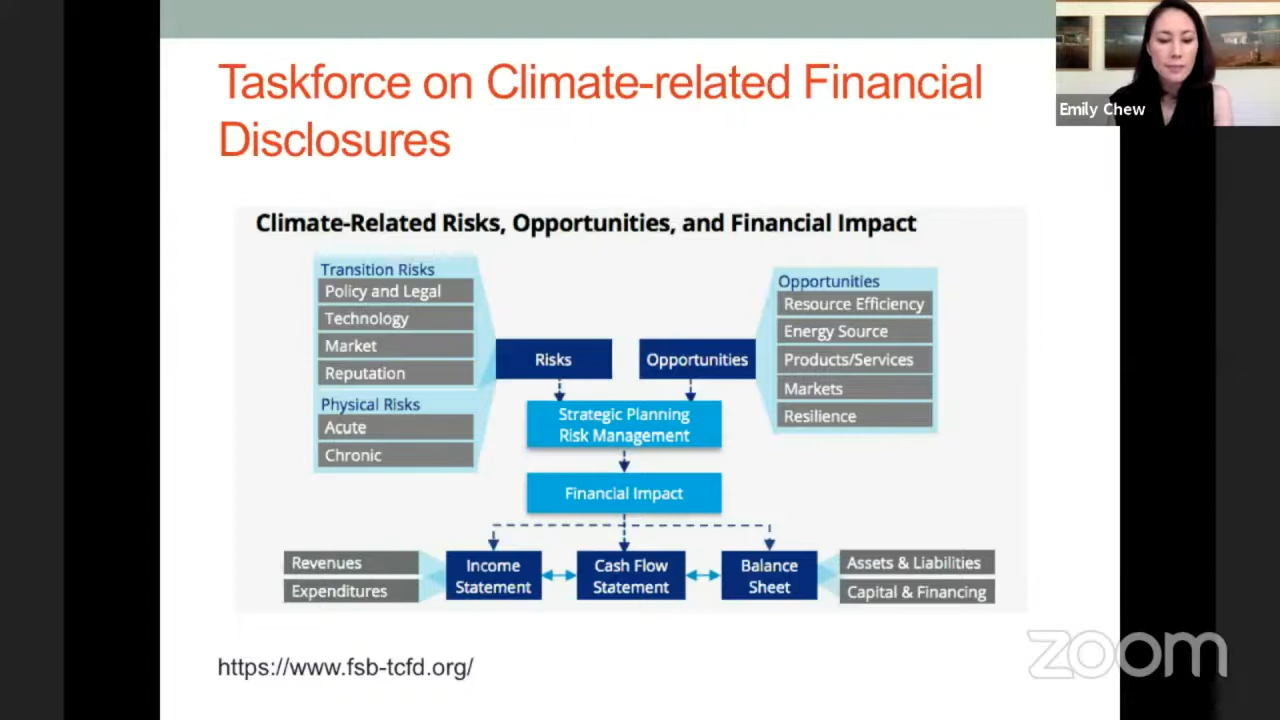 Taskforce on Climate-related Financial
Disclosures
Emily Chew
Climate-Related Risks, Opportunities, and Financial Impact
Transition Risks
Policy and Legal
Technology
Market
Reputation
Physical Risks
Acute
Chronic
Risks
Opportunities
Opportunities
Resource Efficiency
Energy Source
Products/Services
Markets
Resilience
Strategic Planning
Risk Management
Financial Impact
Revenues
Expenditures
Income
Statement
Cash Flow
Statement
Balance
Sheet
Assets & Liabilities
Capital & Financing
https://www.fsb-tcfd.org/
zoom